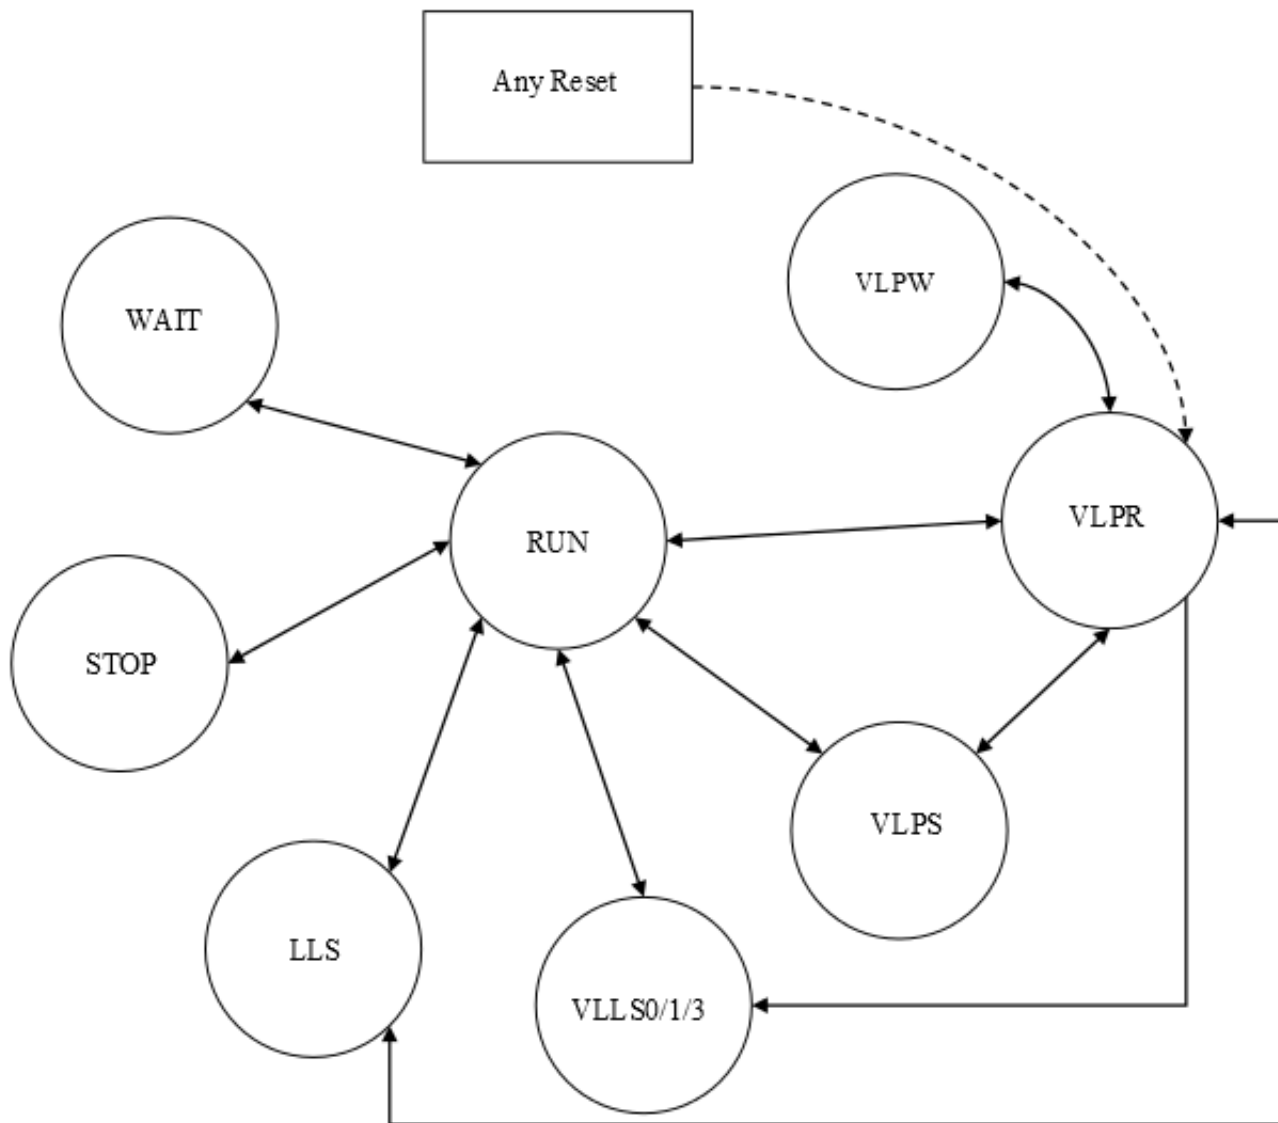 Any Reset
VLPW
WAIT
VLPR
RUN
STOP
VLPS
LLS
VLLS0/1/3